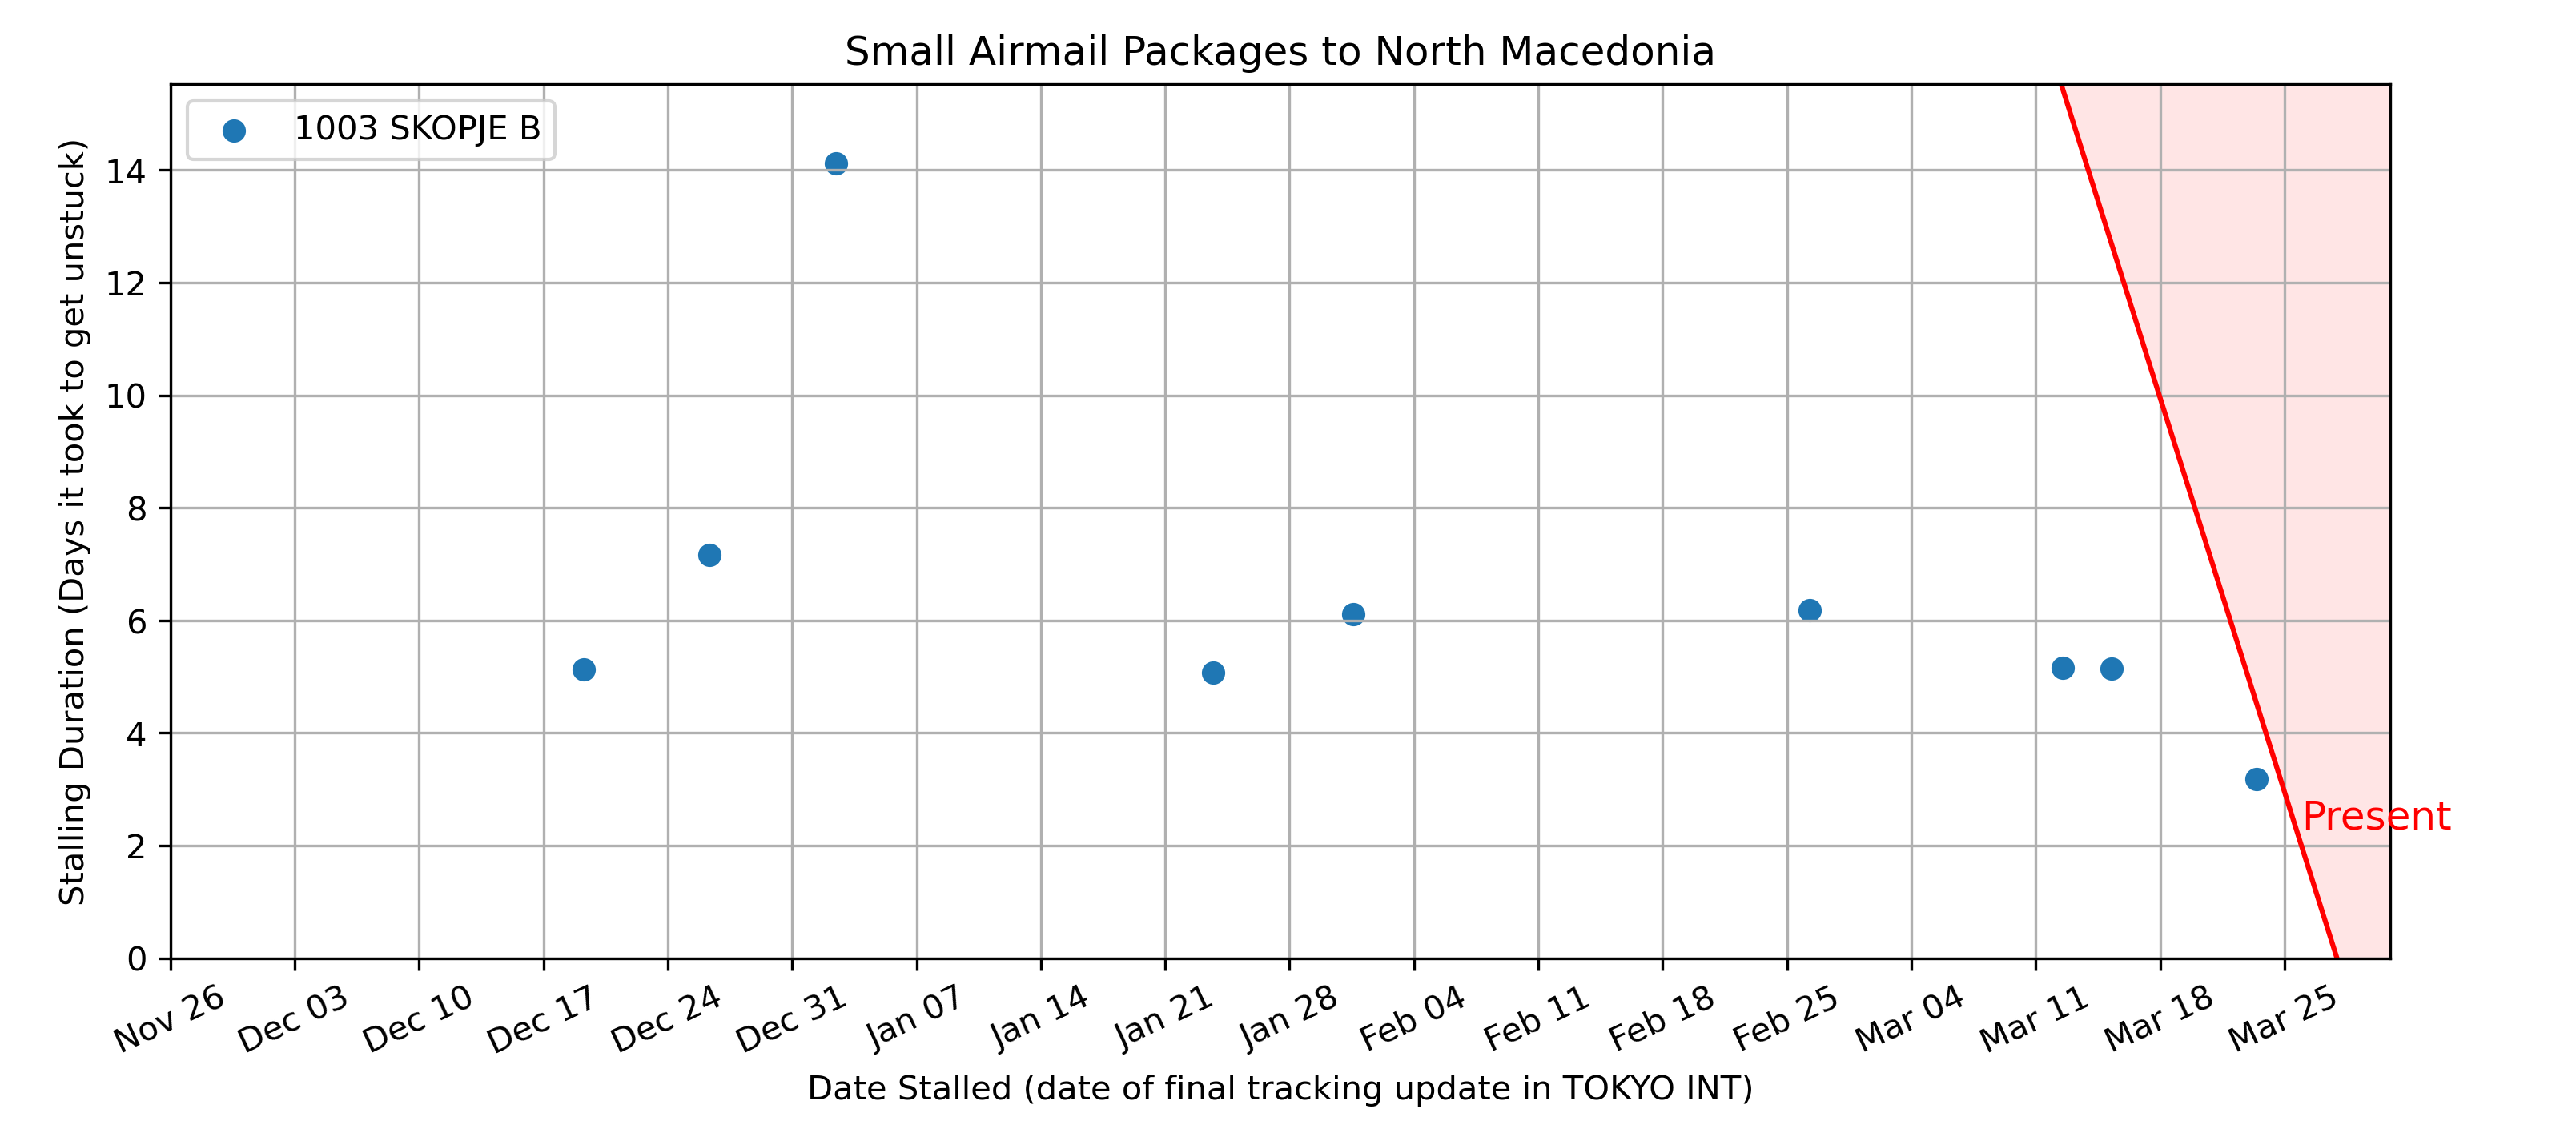 Small Airmail Packages to North Macedonia
1003 SKOPJE B
Stalling Duration (Days it took to get unstuck)
14
12
10
8
6
4
2
0
Present
Nov 26
Dec 03
Dec 10
Dec 17
Dec 24
Dec 31
Jan 07
Jan 14
Jan 21
Jan 28
Feb 04
Feb 11
Feb 18
Feb 25
Mar 04
Mar 11
Mar 18
Mar 25
Date Stalled (date of final tracking update in TOKYO INT)